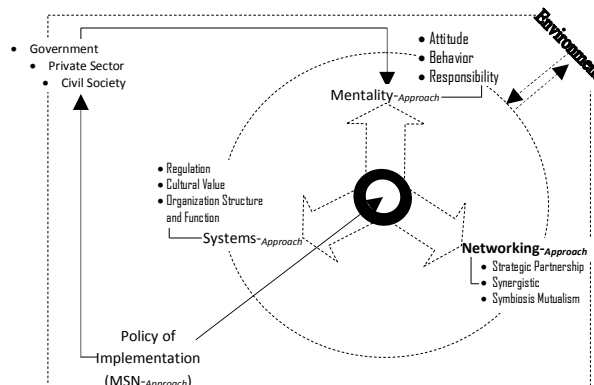 • Government
• Private Sector
• Civil Society
• Attitude
• Behavior
• Responsibility
Mentality-Approach
Environment
• Regulation
• Cultural Value
• Organization Structure
and Function
Systems-Approach
Networking-Approach
• Strategic Partnership
• Synergistic
• Symbiosis Mutualism
Policy of
Implementation
(MSN-Approach)